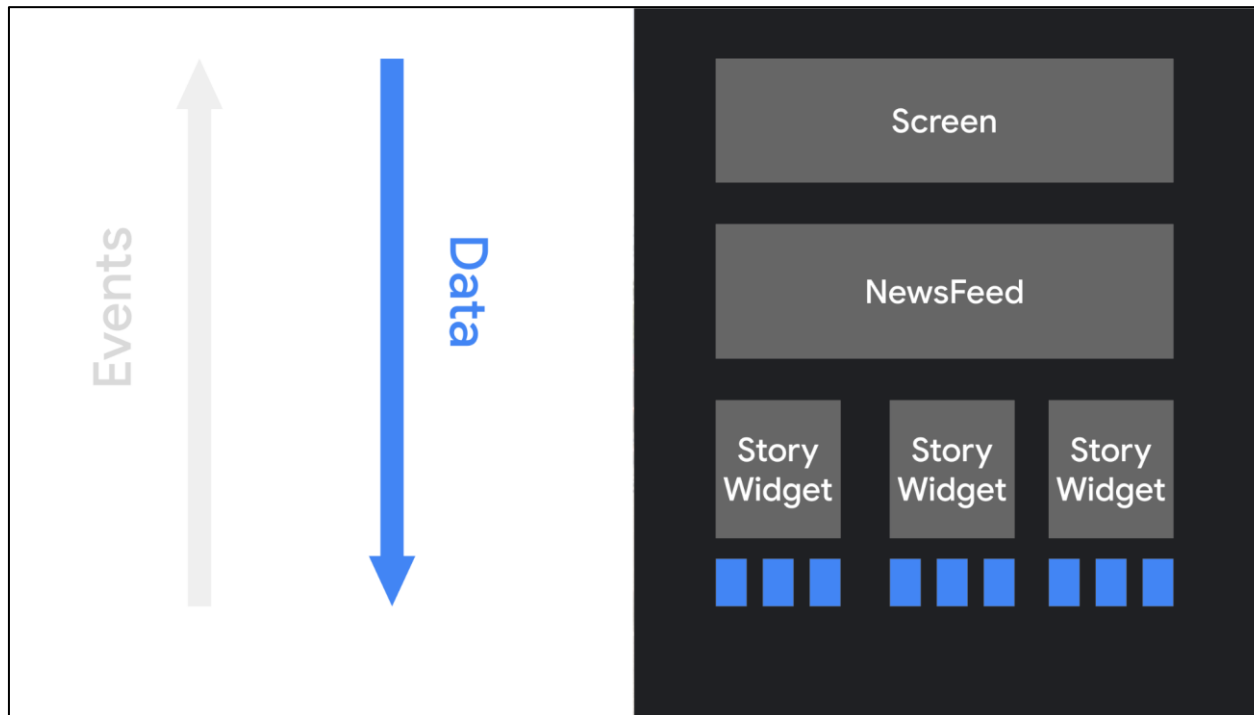 Events
Data
Screen
NewsFeed
Story
Widget
Story
Widget
Story
Widget